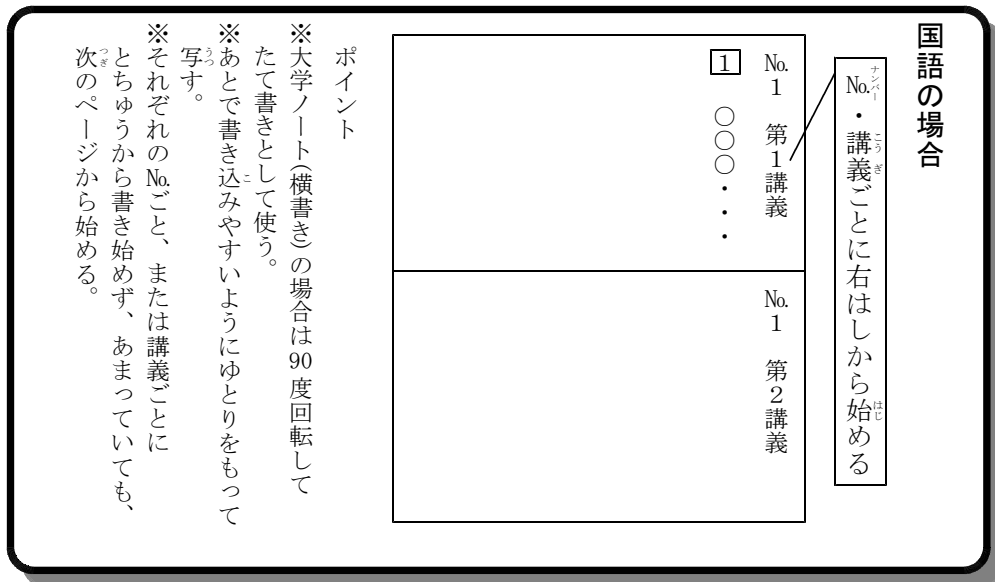 国語の場合
№・講義ごとに右はしから始める
№1　第1講義
1　〇〇〇・・・
№1　第2講義
ポイント
※大学ノート(横書き)の場合は90度回転して
たて書きとして使う。
※あとで書き込みやすいようにゆとりをもって
写す。
※それぞれの№ごと、または講義ごとに
とちゅうから書き始めず、あまっていても、
次のページから始める。